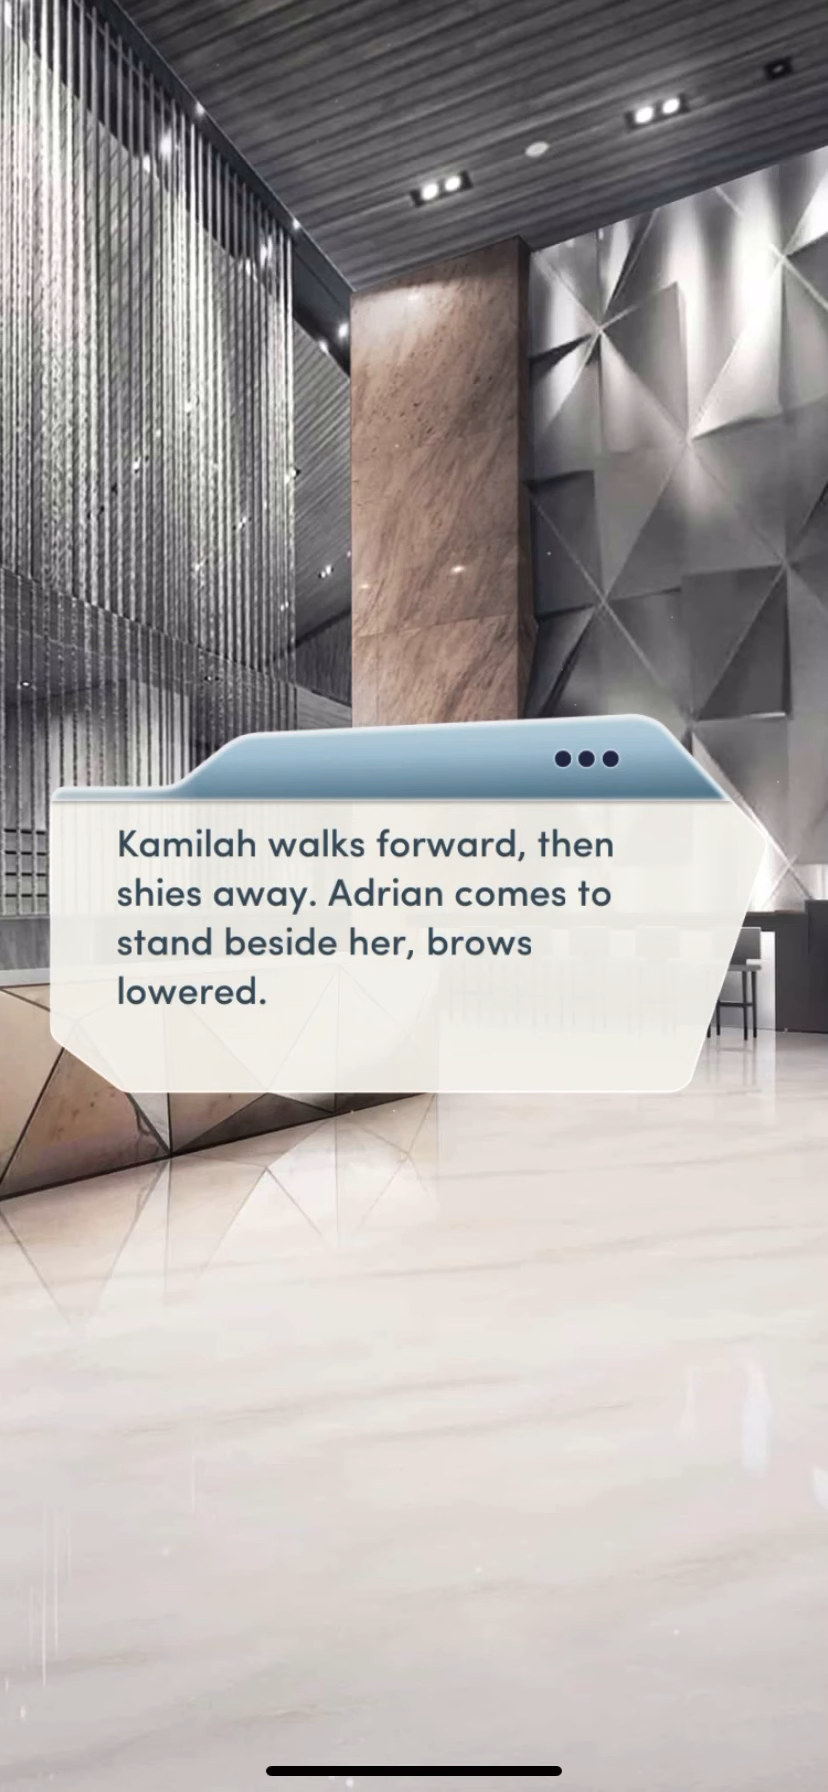 Kamilah walks forward, then
shies away. Adrian comes to
stand beside her, brows
lowered.